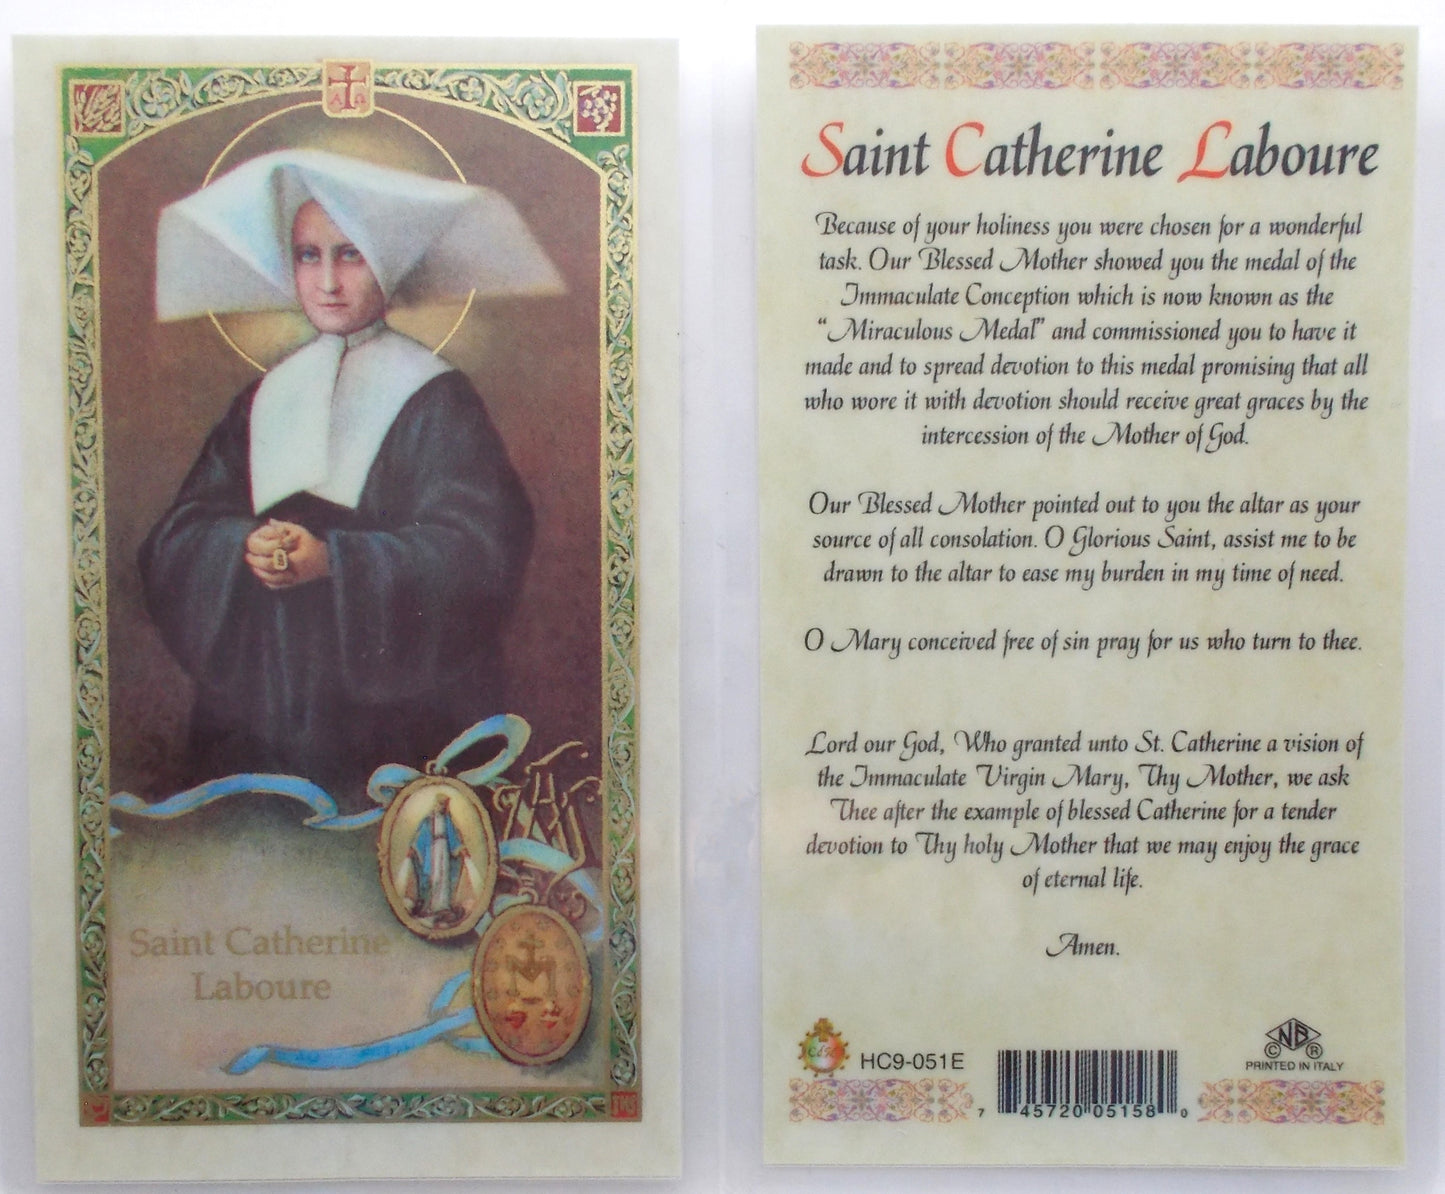 A Ω
Saint Catherine
Laboure
Saint Catherine Laboure
Because of your holiness you were chosen for a wonderful
task. Our Blessed Mother showed you the medal of the
Immaculate Conception which is now known as the
“Miraculous Medal” and commissioned you to have it
made and to spread devotion to this medal promising that all
who wore it with devotion should receive great graces by the
intercession of the Mother of God.
Our Blessed Mother pointed out to you the altar as your
source of all consolation. O Glorious Saint, assist me to be
drawn to the altar to ease my burden in my time of need.
O Mary conceived free of sin pray for us who turn to thee.
Lord our God, Who granted unto St. Catherine a vision of
the Immaculate Virgin Mary, Thy Mother, we ask
Thee after the example of blessed Catherine for a tender
devotion to Thy holy Mother that we may enjoy the grace
of eternal life.
Amen.
HC9-051E
7 45720 05158 0
NB
© ®
PRINTED IN ITALY